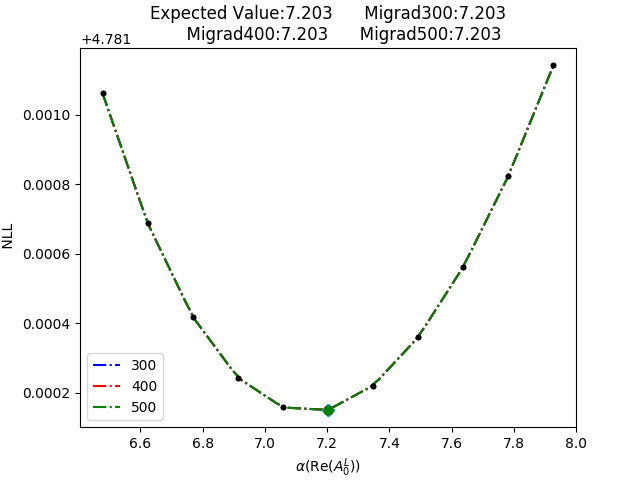 Expected Value:7.203 Migrad300:7.203
Migrad400:7.203 Migrad500:7.203
+4.781
0.0010
0.0008
0.0006
0.0004
0.0002
NLL
300
400
500
6.6 6.8 7.0 7.2 7.4 7.6 7.8 8.0
α(Re(A₀ᴸ))